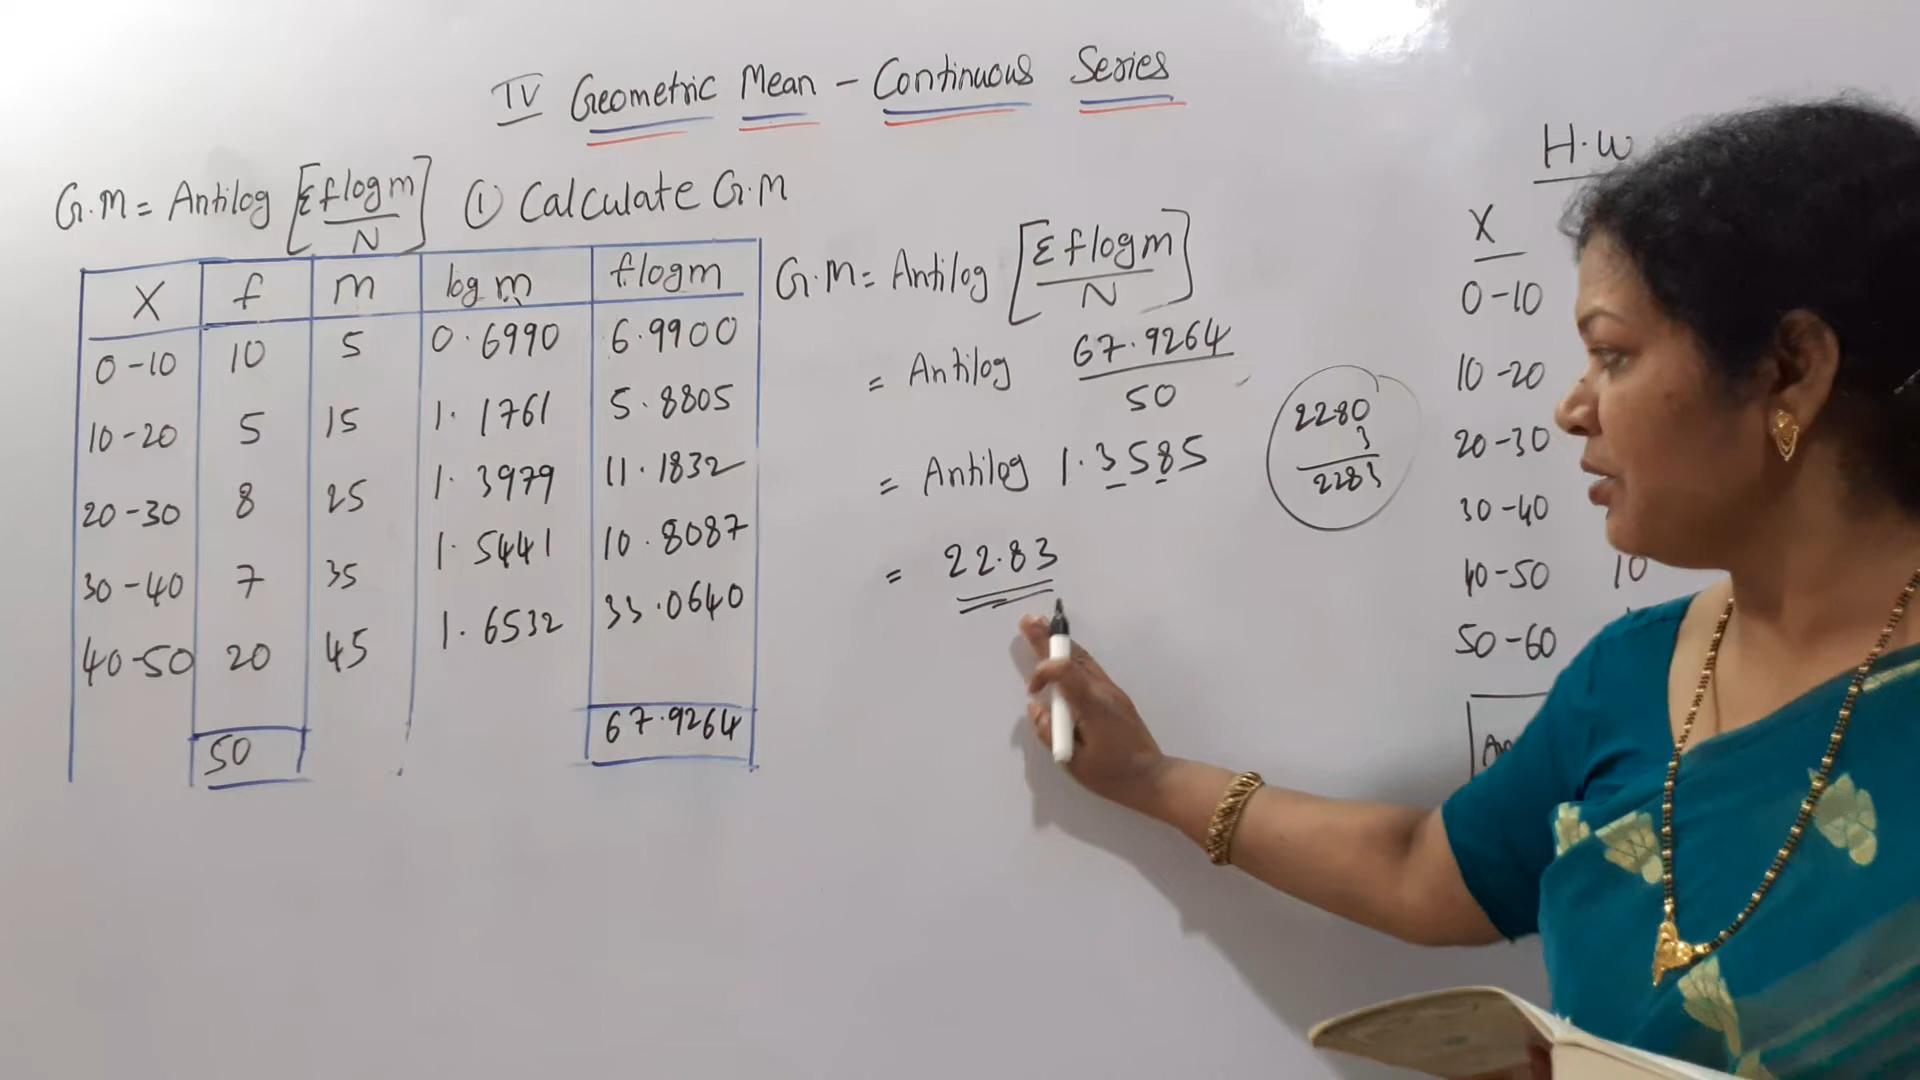 IV Geometric Mean - Continuous Series
G.M = Antilog [Σflogm / N] ① Calculate G.M
X f m log m flogm
0-10 10 5 0.6990 6.9900
10-20 5 15 1.1761 5.8805
20-30 8 25 1.3979 11.1832
30-40 7 35 1.5441 10.8087
40-50 20 45 1.6532 33.0640
50 67.9264
G.M = Antilog [Σflogm / N]
= Antilog 67.9264 / 50
= Antilog 1.3585
= 22.83
2280
3
2283
H.W
X
0-10
10-20
20-30
30-40
40-50 10
50-60